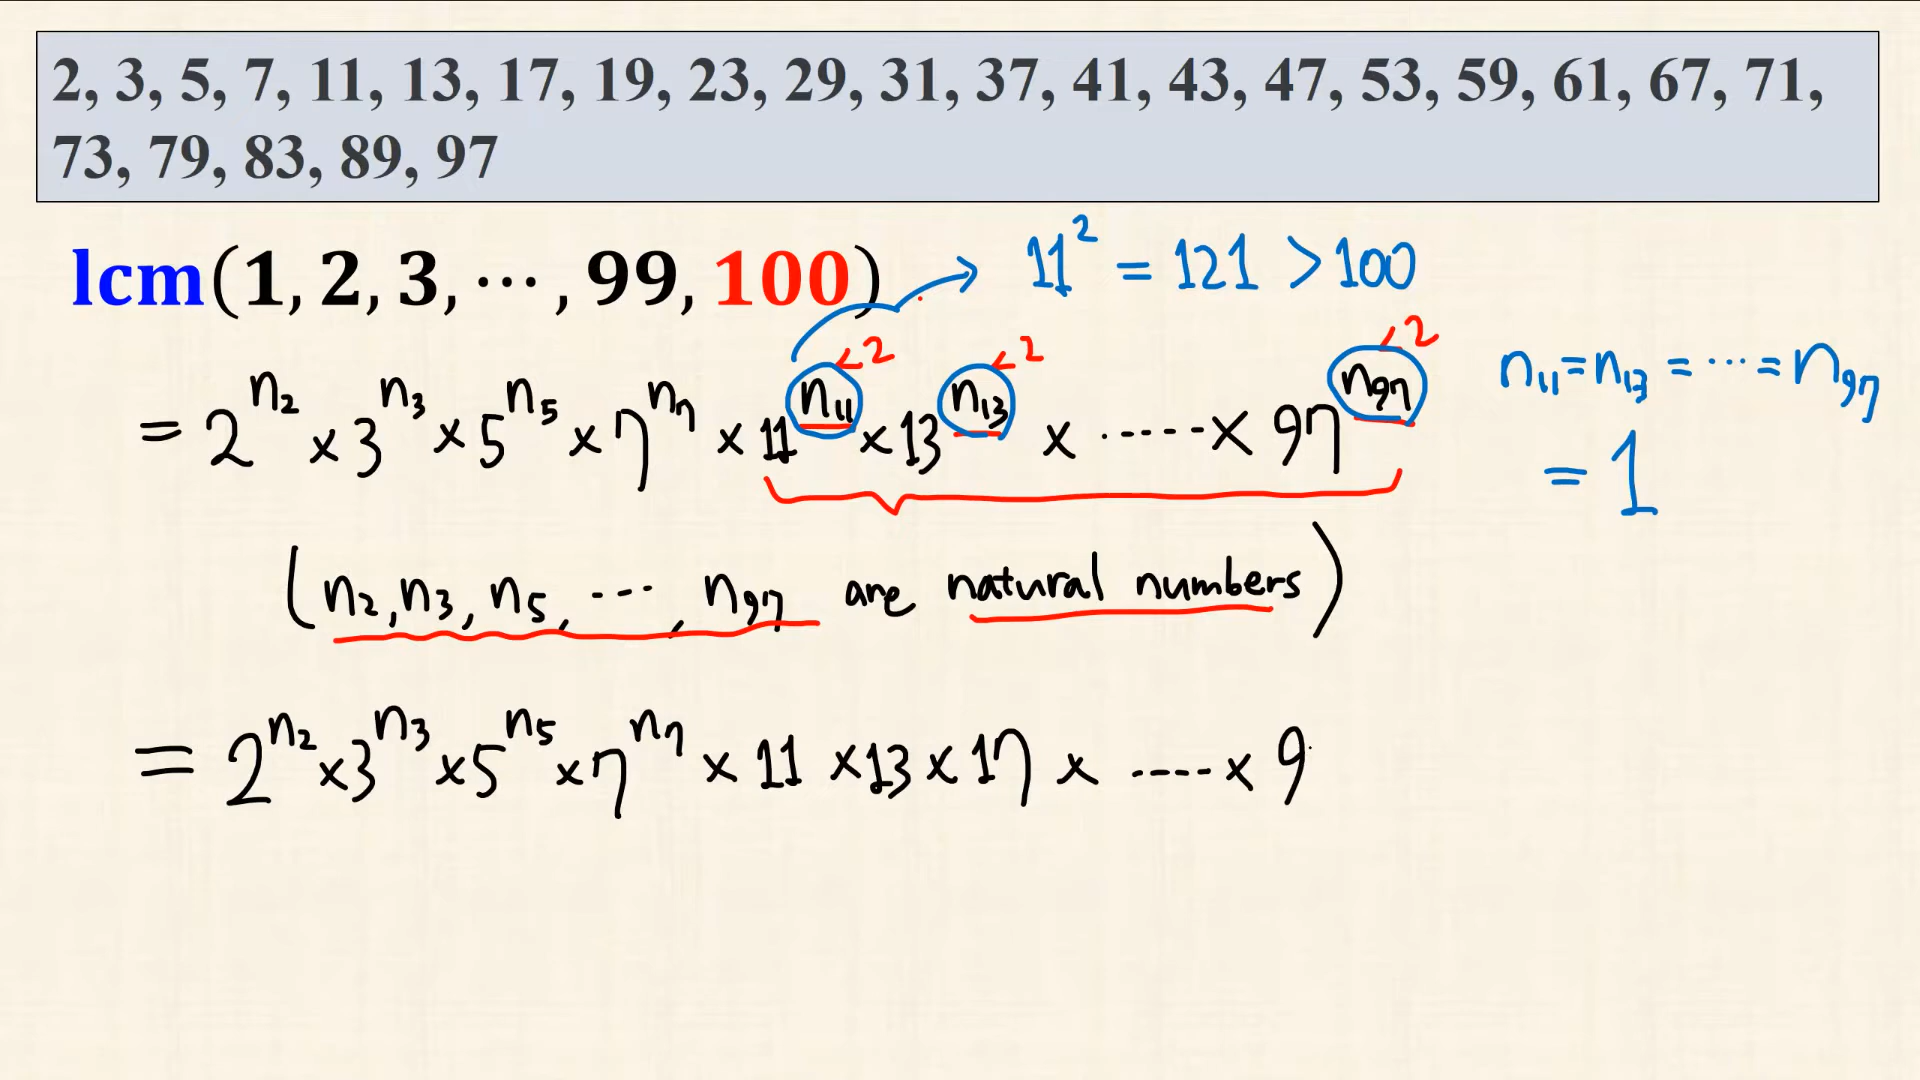 2, 3, 5, 7, 11, 13, 17, 19, 23, 29, 31, 37, 41, 43, 47, 53, 59, 61, 67, 71,
73, 79, 83, 89, 97
lcm(1, 2, 3, ⋯, 99, 100)
11² = 121 > 100
<2 <2 <2
= 2^n₂ × 3^n₃ × 5^n₅ × 7^n₇ × 11^n₁₁ × 13^n₁₃ × ⋯⋯ × 97^n₉₇
n₁₁ = n₁₃ = ⋯ = n₉₇
= 1
(n₂, n₃, n₅, ⋯, n₉₇ are natural numbers)
= 2^n₂ × 3^n₃ × 5^n₅ × 7^n₇ × 11 × 13 × 17 × ⋯⋯ × 9